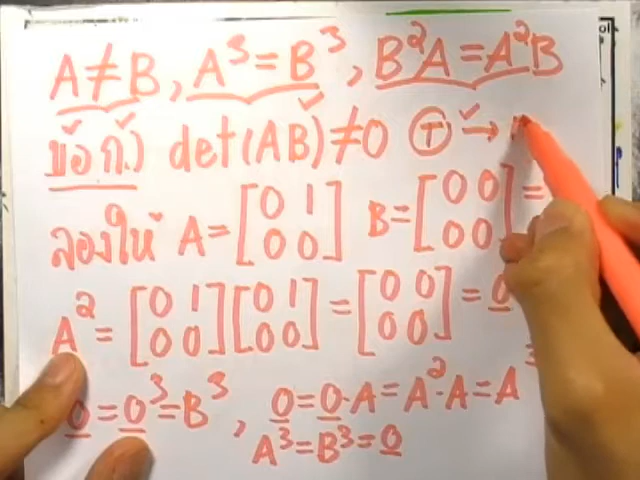 A≠B, A³=B³, B²A=A²B
ข้อ ก.) det(AB)≠0 Ⓣ ✓→
ลองให้ A=[0 1 0 0] B=[0 0 0 0]=
A²=[0 1 0 0][0 1 0 0]=[0 0 0 0]=0
0=0³=B³, 0=0·A=A²·A=A³
A³=B³=0